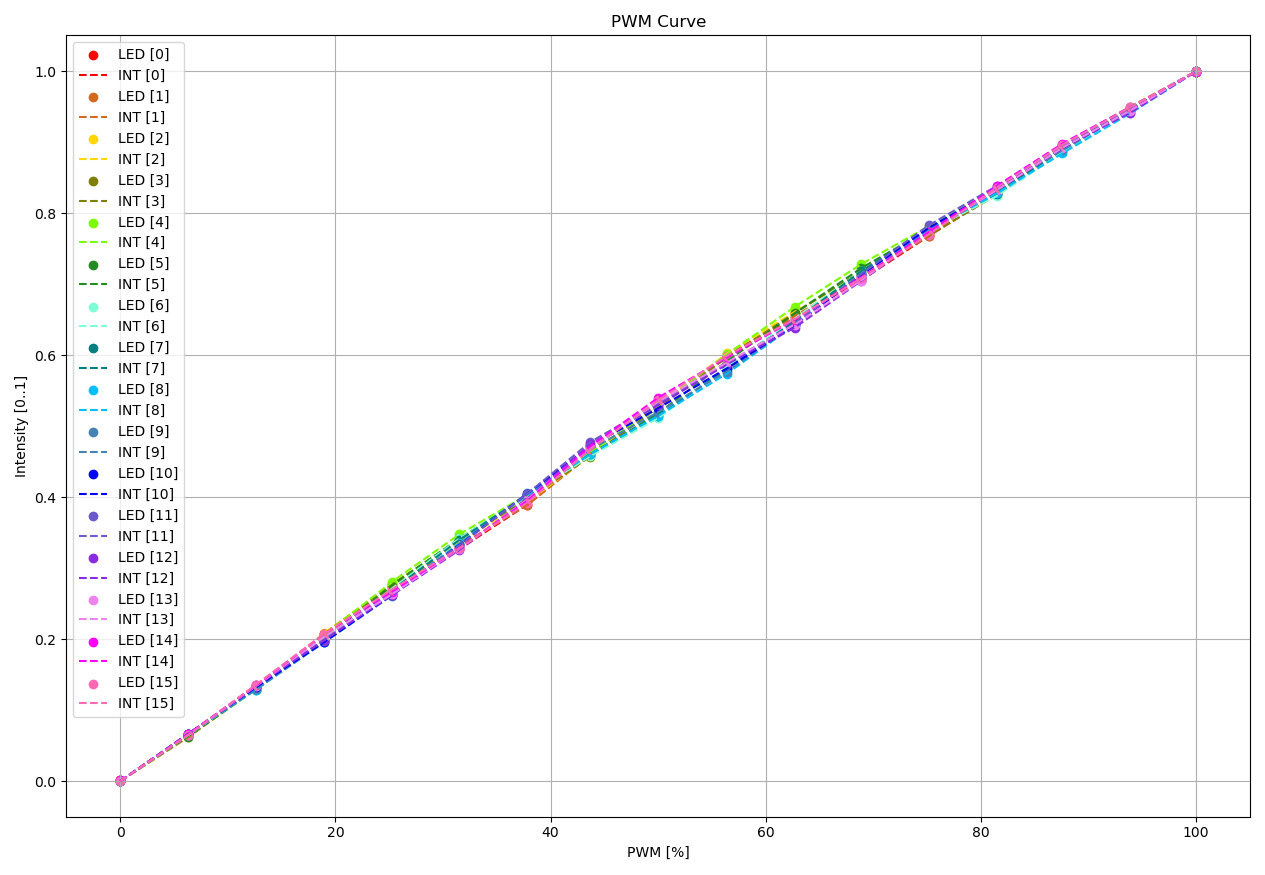 PWM Curve
LED [0]
INT [0]
LED [1]
INT [1]
LED [2]
INT [2]
LED [3]
INT [3]
LED [4]
INT [4]
LED [5]
INT [5]
LED [6]
INT [6]
LED [7]
INT [7]
LED [8]
INT [8]
LED [9]
INT [9]
LED [10]
INT [10]
LED [11]
INT [11]
LED [12]
INT [12]
LED [13]
INT [13]
LED [14]
INT [14]
LED [15]
INT [15]
Intensity [0..1]
1.0
0.8
0.6
0.4
0.2
0.0
0 20 40 60 80 100
PWM [%]